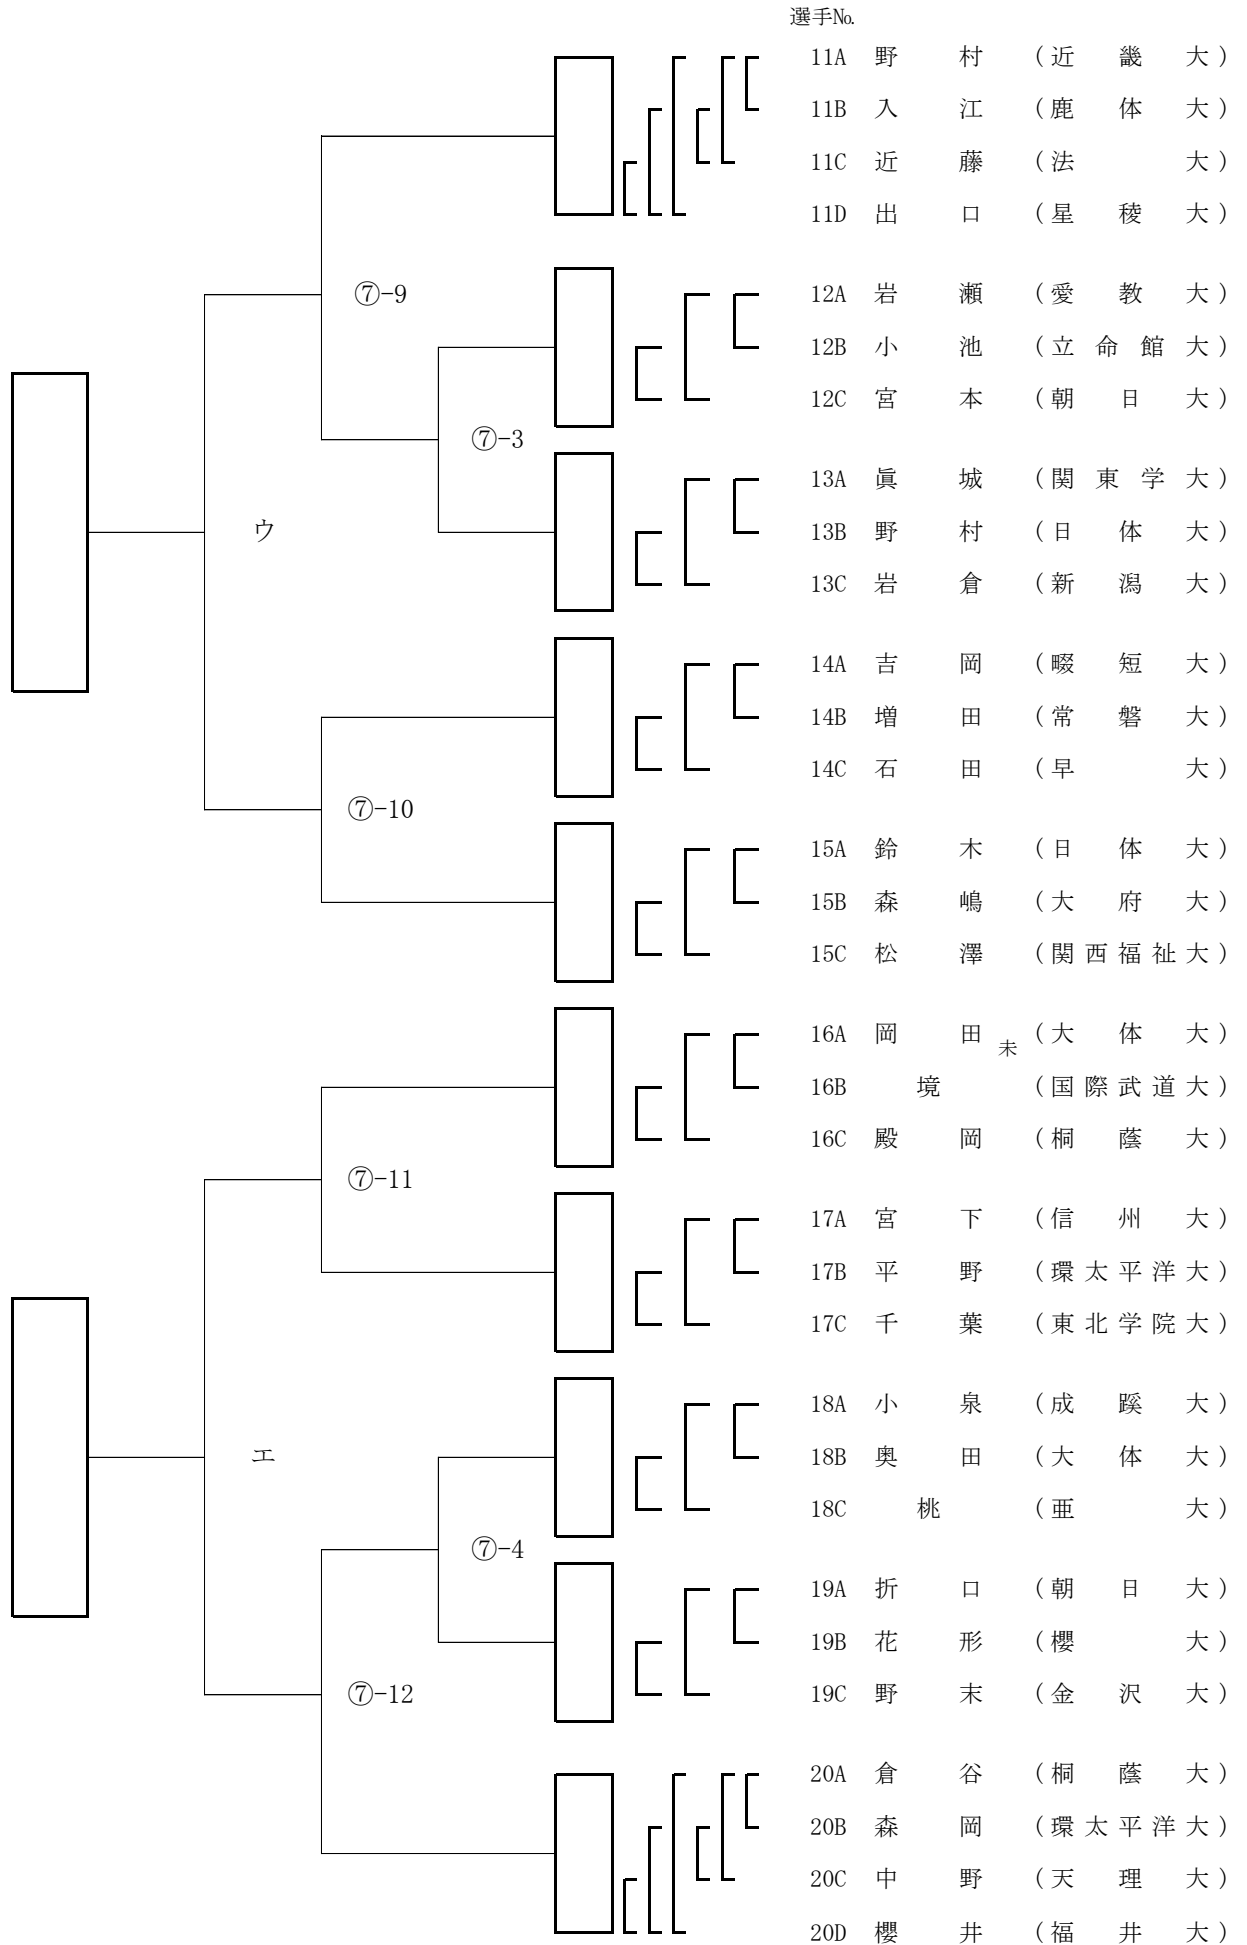 選手No.
11A 野村 (近畿大)
11B 入江 (鹿体大)
11C 近藤 (法大)
11D 出口 (星稜大)
⑦-9
12A 岩瀬 (愛教大)
12B 小池 (立命館大)
12C 宮本 (朝日大)
⑦-3
13A 眞城 (関東学大)
ウ
13B 野村 (日体大)
13C 岩倉 (新潟大)
14A 吉岡 (畷短大)
14B 増田 (常磐大)
14C 石田 (早大)
⑦-10
15A 鈴木 (日体大)
15B 森嶋 (大府大)
15C 松澤 (関西福祉大)
16A 岡田未 (大体大)
16B 境 (国際武道大)
16C 殿岡 (桐蔭大)
⑦-11
17A 宮下 (信州大)
17B 平野 (環太平洋大)
17C 千葉 (東北学院大)
18A 小泉 (成蹊大)
エ
18B 奥田 (大体大)
18C 桃 (亜大)
⑦-4
19A 折口 (朝日大)
19B 花形 (櫻大)
⑦-12
19C 野末 (金沢大)
20A 倉谷 (桐蔭大)
20B 森岡 (環太平洋大)
20C 中野 (天理大)
20D 櫻井 (福井大)